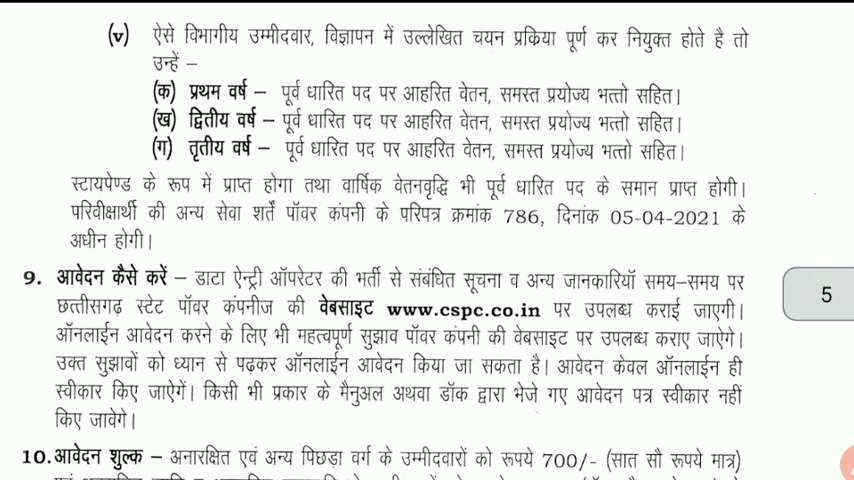 (v) ऐसे विभागीय उम्मीदवार, विज्ञापन में उल्लेखित चयन प्रकिया पूर्ण कर नियुक्त होते है तो
उन्हें –
(क) प्रथम वर्ष – पूर्व धारित पद पर आहरित वेतन, समस्त प्रयोज्य भत्तो सहित।
(ख) द्वितीय वर्ष – पूर्व धारित पद पर आहरित वेतन, समस्त प्रयोज्य भत्तो सहित।
(ग) तृतीय वर्ष – पूर्व धारित पद पर आहरित वेतन, समस्त प्रयोज्य भत्तो सहित।
स्टायपेण्ड के रूप में प्राप्त होगा तथा वार्षिक वेतनवृद्धि भी पूर्व धारित पद के समान प्राप्त होगी।
परिवीक्षार्थी की अन्य सेवा शर्तें पॉवर कंपनी के परिपत्र क्रमांक 786, दिनांक 05-04-2021 के
अधीन होगी।
9. आवेदन कैसे करें – डाटा ऐन्ट्री ऑपरेटर की भर्ती से संबंधित सूचना व अन्य जानकारियॉ समय–समय पर
छत्तीसगढ़ स्टेट पॉवर कंपनीज की वेबसाइट www.cspc.co.in पर उपलब्ध कराई जाएगी।
5
ऑनलाईन आवेदन करने के लिए भी महत्वपूर्ण सुझाव पॉवर कंपनी की वेबसाइट पर उपलब्ध कराए जाऐगे।
उक्त सुझावों को ध्यान से पढ़कर ऑनलाईन आवेदन किया जा सकता है। आवेदन केवल ऑनलाईन ही
स्वीकार किए जाऐगें। किसी भी प्रकार के मैनुअल अथवा डॉक द्वारा भेजे गए आवेदन पत्र स्वीकार नहीं
किए जावेगे।
10. आवेदन शुल्क – अनारक्षित एवं अन्य पिछड़ा वर्ग के उम्मीदवारों को रूपये 700/- (सात सौ रूपये मात्र)